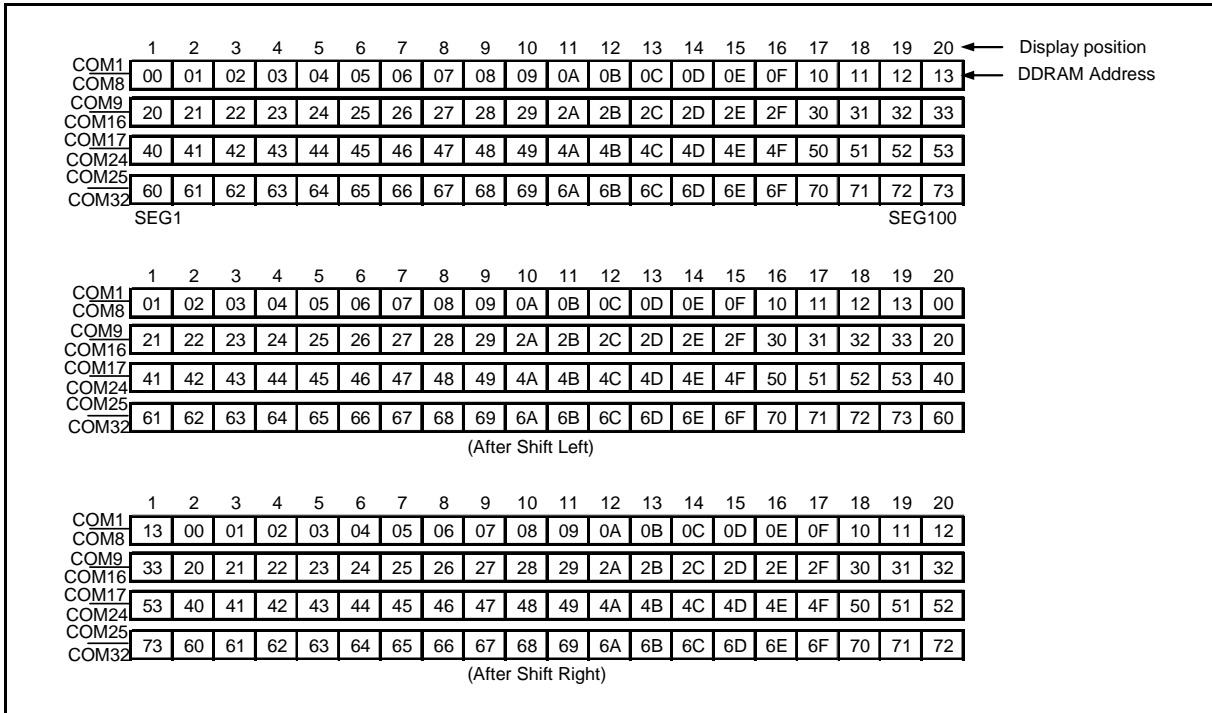 1 2 3 4 5 6 7 8 9 10 11 12 13 14 15 16 17 18 19 20 Display position
COM1
COM8 00 01 02 03 04 05 06 07 08 09 0A 0B 0C 0D 0E 0F 10 11 12 13 DDRAM Address
COM9
COM16 20 21 22 23 24 25 26 27 28 29 2A 2B 2C 2D 2E 2F 30 31 32 33
COM17
COM24 40 41 42 43 44 45 46 47 48 49 4A 4B 4C 4D 4E 4F 50 51 52 53
COM25
COM32 60 61 62 63 64 65 66 67 68 69 6A 6B 6C 6D 6E 6F 70 71 72 73
SEG1 SEG100
1 2 3 4 5 6 7 8 9 10 11 12 13 14 15 16 17 18 19 20
COM1
COM8 01 02 03 04 05 06 07 08 09 0A 0B 0C 0D 0E 0F 10 11 12 13 00
COM9
COM16 21 22 23 24 25 26 27 28 29 2A 2B 2C 2D 2E 2F 30 31 32 33 20
COM17
COM24 41 42 43 44 45 46 47 48 49 4A 4B 4C 4D 4E 4F 50 51 52 53 40
COM25
COM32 61 62 63 64 65 66 67 68 69 6A 6B 6C 6D 6E 6F 70 71 72 73 60
(After Shift Left)
1 2 3 4 5 6 7 8 9 10 11 12 13 14 15 16 17 18 19 20
COM1
COM8 13 00 01 02 03 04 05 06 07 08 09 0A 0B 0C 0D 0E 0F 10 11 12
COM9
COM16 33 20 21 22 23 24 25 26 27 28 29 2A 2B 2C 2D 2E 2F 30 31 32
COM17
COM24 53 40 41 42 43 44 45 46 47 48 49 4A 4B 4C 4D 4E 4F 50 51 52
COM25
COM32 73 60 61 62 63 64 65 66 67 68 69 6A 6B 6C 6D 6E 6F 70 71 72
(After Shift Right)